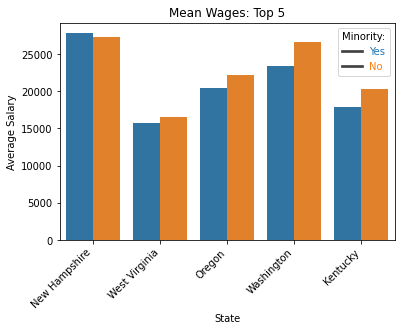 Mean Wages: Top 5
Minority:
Yes
No
Average Salary
25000
20000
15000
10000
5000
0
New Hampshire
West Virginia
Oregon
Washington
Kentucky
State